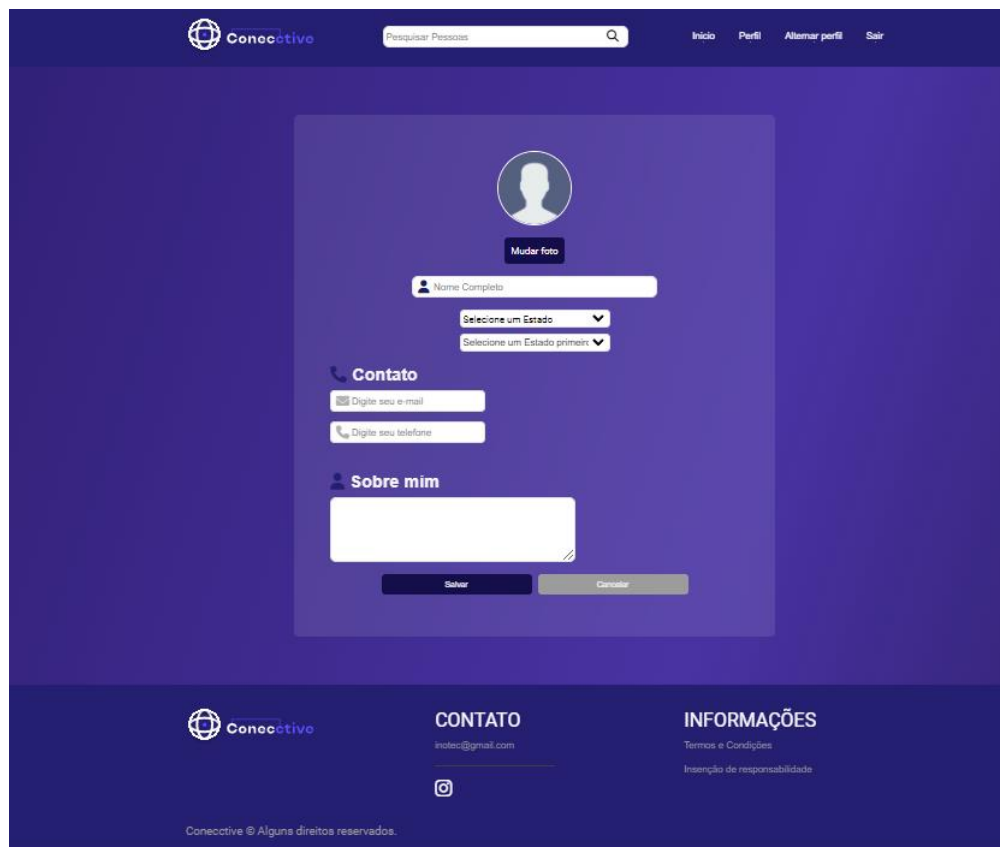 Conecctive
Pesquisar Pessoas
Inicio Perfil Alternar perfil Sair
Mudar foto
Nome Completo
Selecione um Estado
Selecione um Estado primeiro
Contato
Digite seu e-mail
Digite seu telefone
Sobre mim
Salvar Cancelar
Conecctive
CONTATO
INFORMAÇÕES
inotec@gmail.com
Termos e Condições
Insenção de responsabilidade
Conecctive © Alguns direitos reservados.